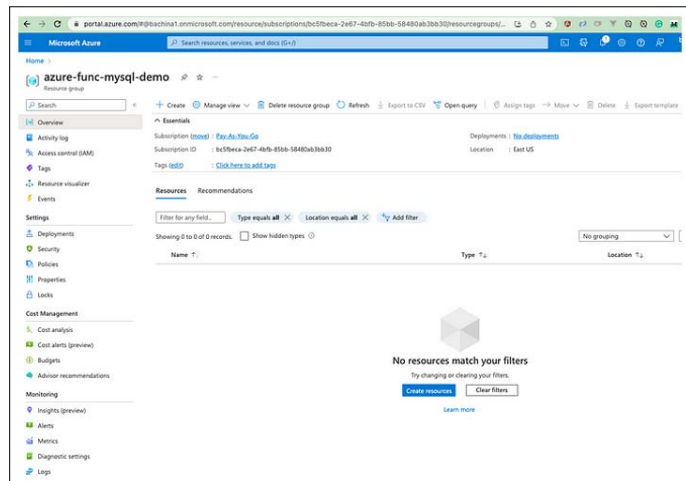 portal.azure.com/#@bachina1.onmicrosoft.com/resource/subscriptions/bc5fbeca-2e67-4bfb-85bb-58480ab3bb30/resourcegroups/...
Microsoft Azure
Search resources, services, and docs (G+/)
Home >
azure-func-mysql-demo
Resource group
Search
Create Manage view Delete resource group Refresh Export to CSV Open query Assign tags Move Delete Export template
Overview
Activity log
Access control (IAM)
Tags
Resource visualizer
Events
Settings
Deployments
Security
Policies
Properties
Locks
Cost Management
Cost analysis
Cost alerts (preview)
Budgets
Advisor recommendations
Monitoring
Insights (preview)
Alerts
Metrics
Diagnostic settings
Logs
Essentials
Subscription (move) : Pay-As-You-Go
Subscription ID : bc5fbeca-2e67-4bfb-85bb-58480ab3bb30
Tags (edit) : Click here to add tags
Deployments : No deployments
Location : East US
Resources Recommendations
Filter for any field... Type equals all Location equals all Add filter
Showing 0 to 0 of 0 records. Show hidden types
No grouping
Name Type Location
No resources match your filters
Try changing or clearing your filters.
Create resources Clear filters
Learn more